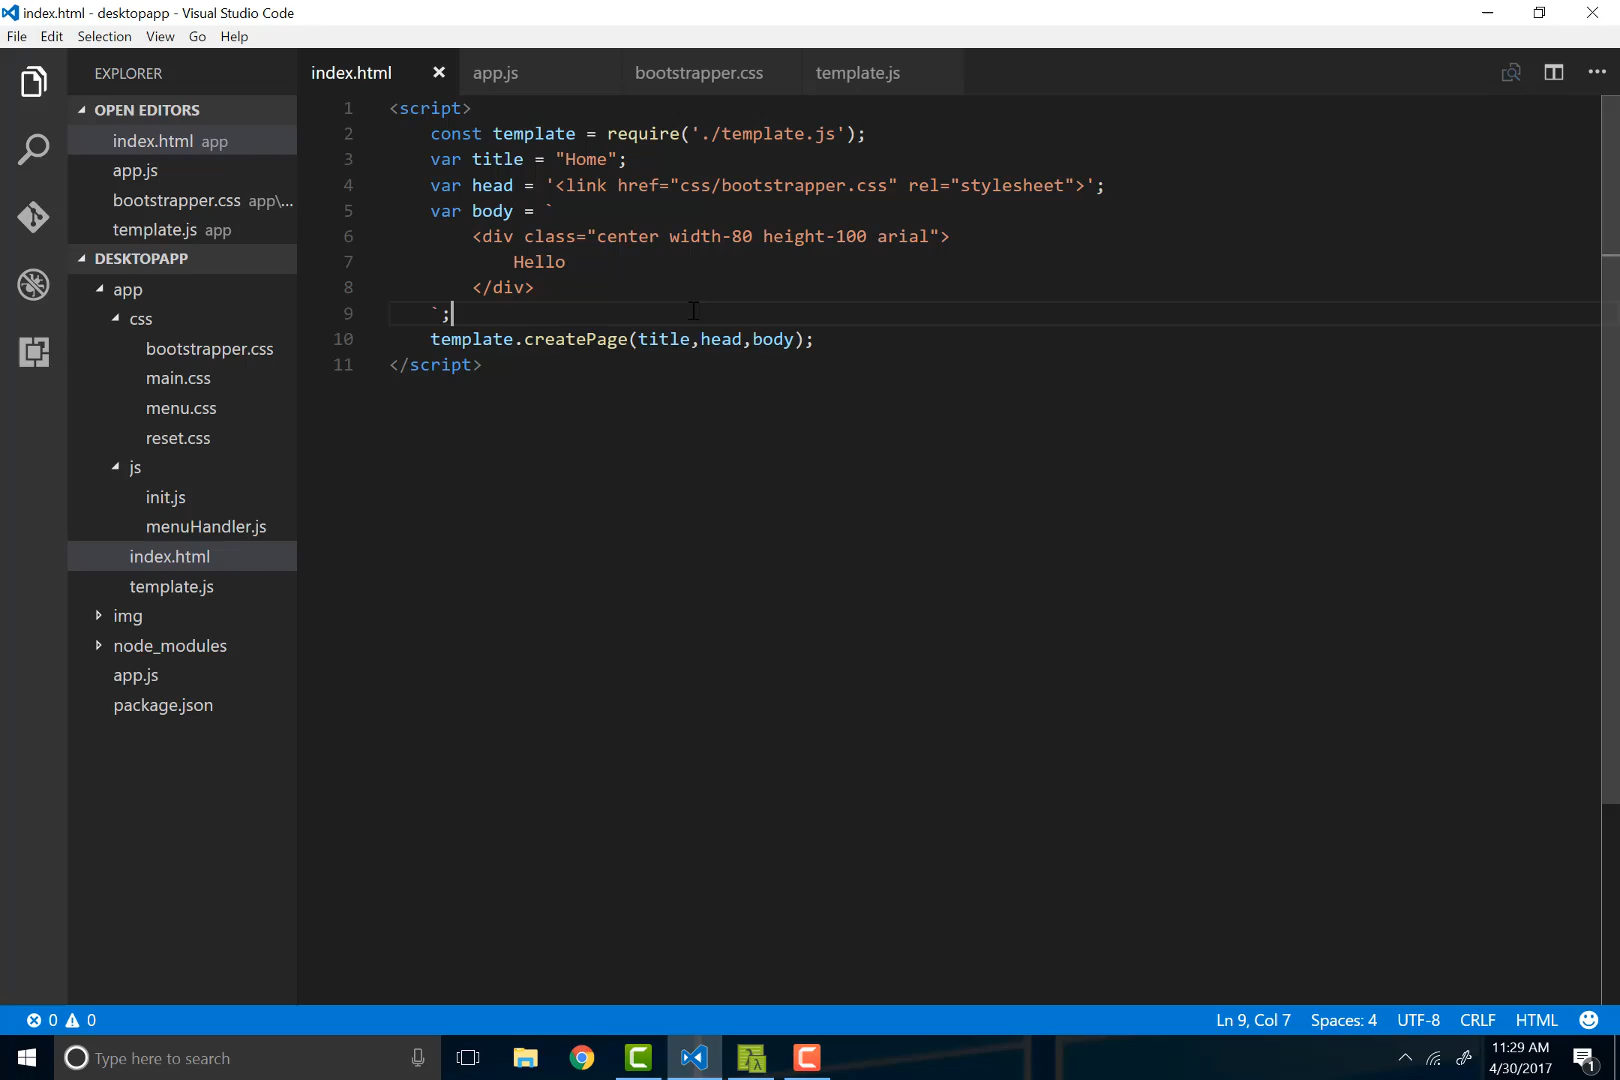 index.html - desktopapp - Visual Studio Code
File Edit Selection View Go Help
EXPLORER
OPEN EDITORS
index.html app
app.js
bootstrapper.css app\...
template.js app
DESKTOPAPP
app
css
bootstrapper.css
main.css
menu.css
reset.css
js
init.js
menuHandler.js
index.html
template.js
img
node_modules
app.js
package.json
index.html app.js bootstrapper.css template.js
1 <script>
2 const template = require('./template.js');
3 var title = "Home";
4 var head = '<link href="css/bootstrapper.css" rel="stylesheet">';
5 var body = `
6 <div class="center width-80 height-100 arial">
7 Hello
8 </div>
9 `;
10 template.createPage(title,head,body);
11 </script>
0 0 Ln 9, Col 7 Spaces: 4 UTF-8 CRLF HTML
Type here to search
11:29 AM
4/30/2017
1